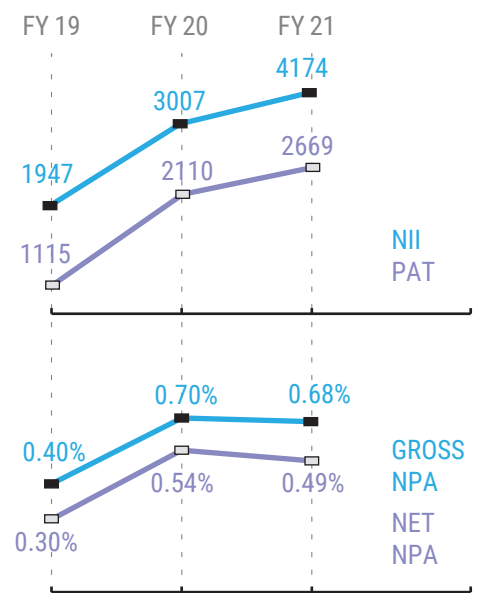 FY 19 FY 20 FY 21
4174
3007
2669
1947
2110
1115
NII
PAT
0.70% 0.68%
0.40%
GROSS
NPA
0.54% 0.49%
0.30%
NET
NPA